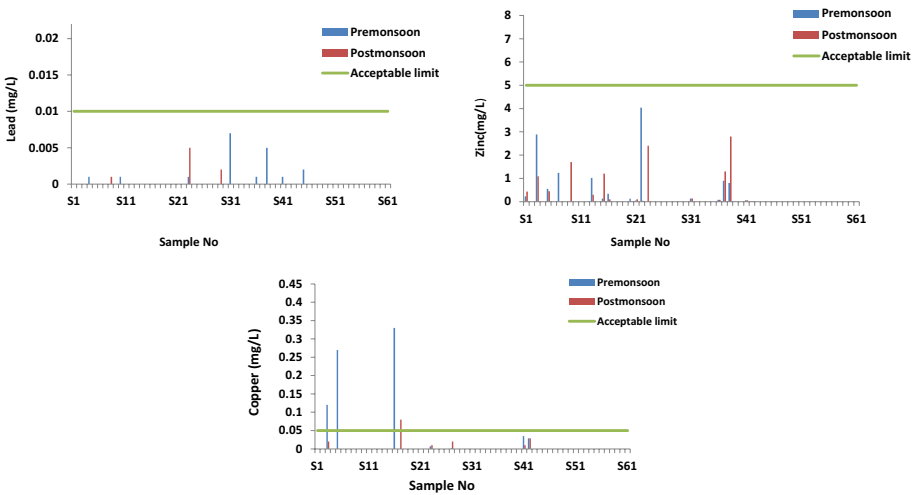 0.02
0.015
0.01
0.005
0
Lead (mg/L)
Premonsoon
Postmonsoon
Acceptable limit
S1 S11 S21 S31 S41 S51 S61
Sample No
8
7
6
5
4
3
2
1
0
Zinc(mg/L)
Premonsoon
Postmonsoon
Acceptable limit
S1 S11 S21 S31 S41 S51 S61
Sample No
0.45
0.4
0.35
0.3
0.25
0.2
0.15
0.1
0.05
0
Copper (mg/L)
Premonsoon
Postmonsoon
Acceptable limit
S1 S11 S21 S31 S41 S51 S61
Sample No